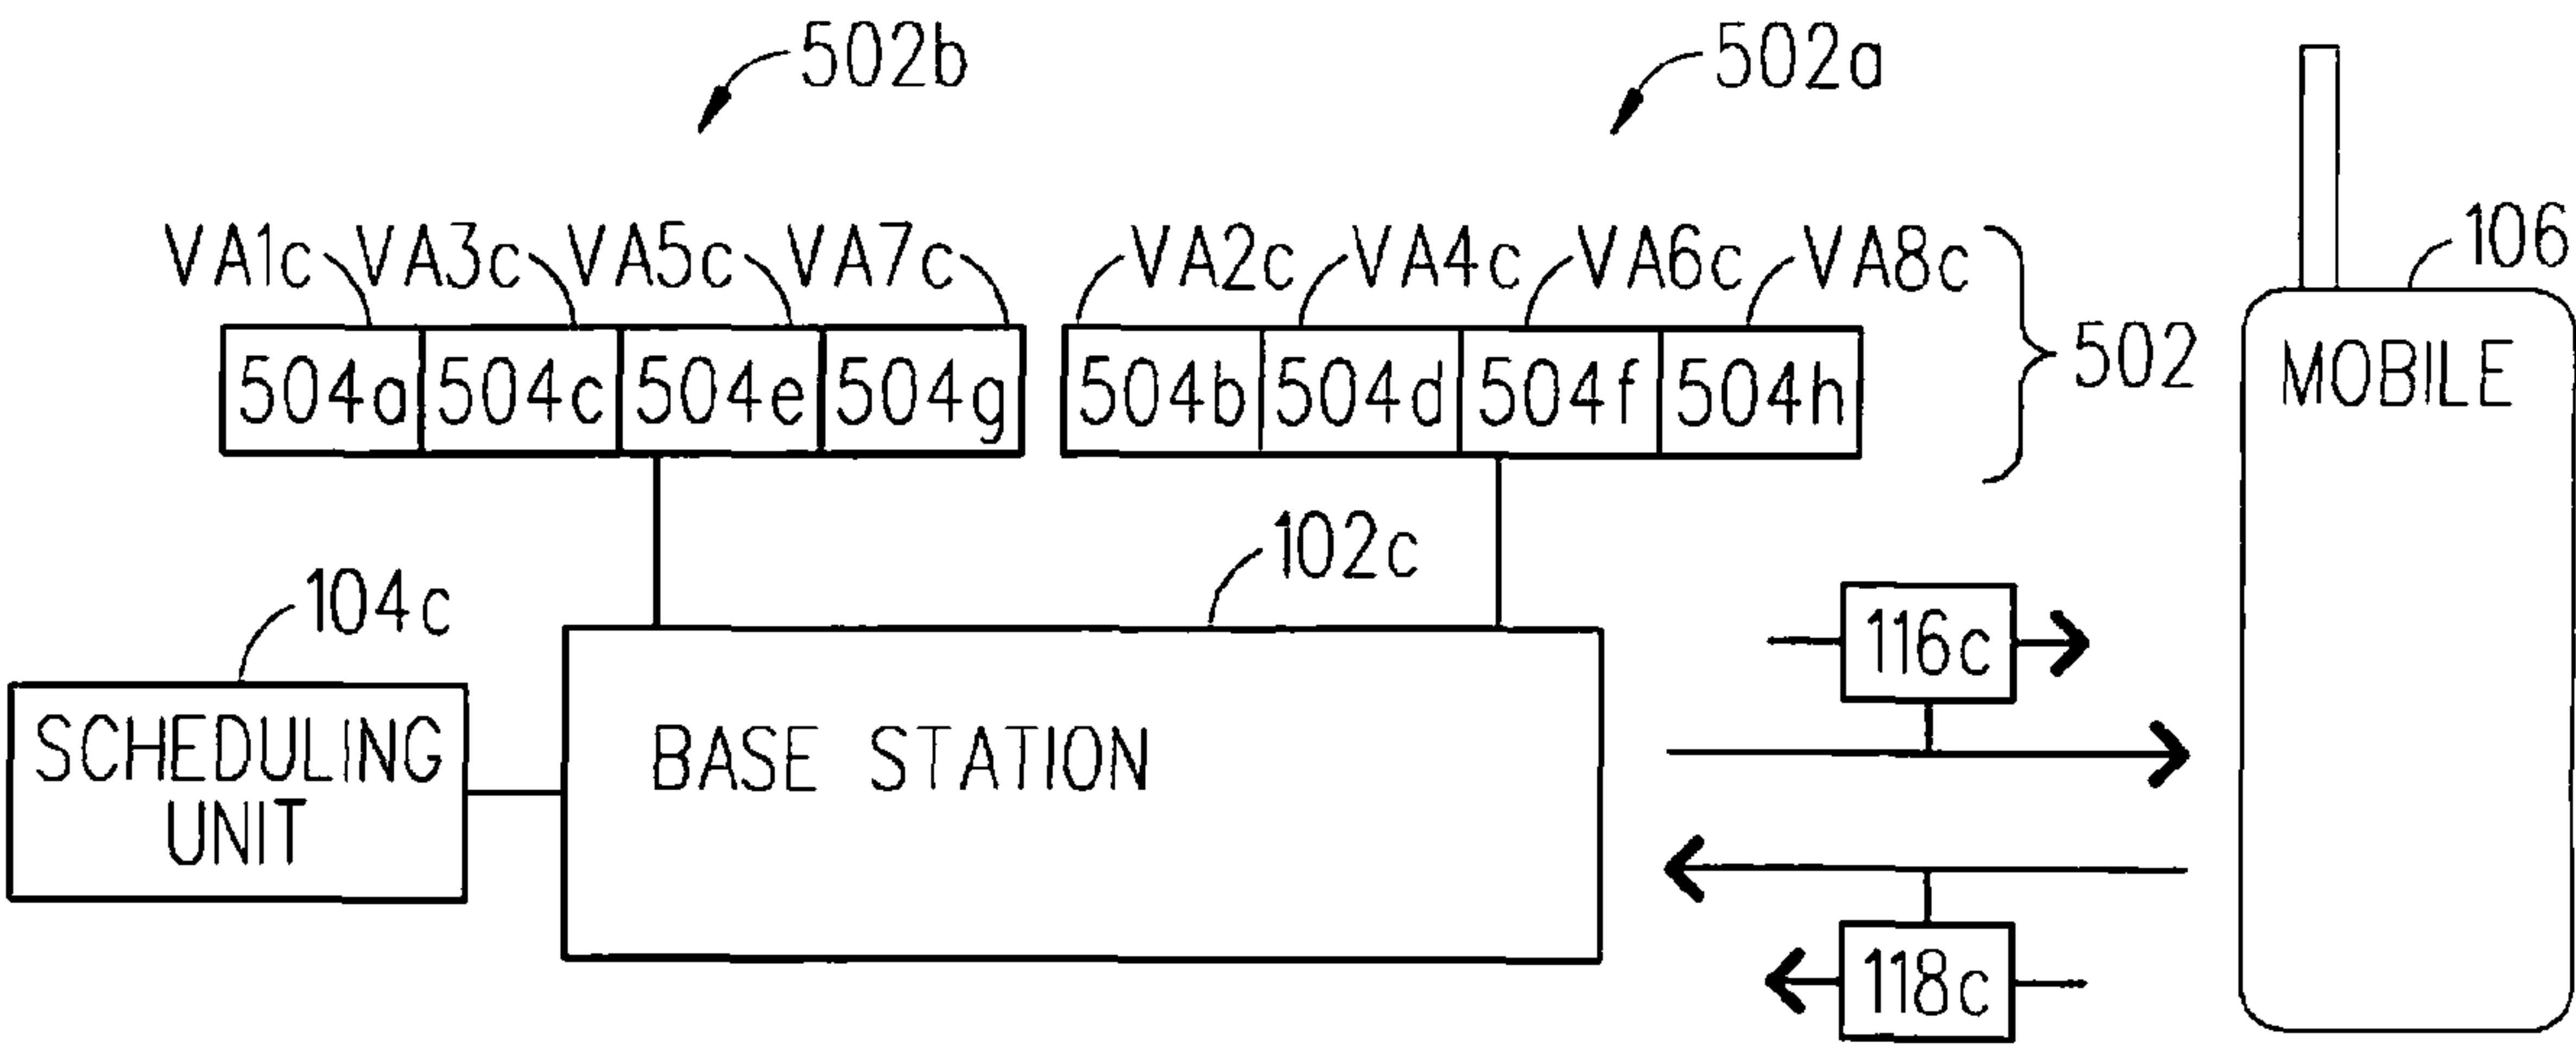 502b 502a
VA1c VA3c VA5c VA7c VA2c VA4c VA6c VA8c 106
504a 504c 504e 504g 504b 504d 504f 504h 502 MOBILE
102c
104c
116c
SCHEDULING
UNIT
BASE STATION
118c